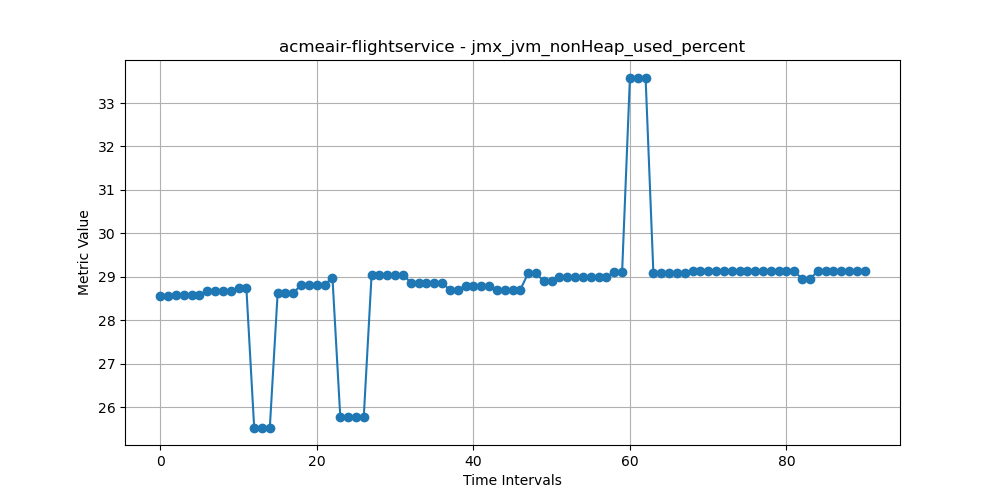 acmeair-flightservice - jmx_jvm_nonHeap_used_percent
33
32
31
30
29
28
27
26
Metric Value
0 20 40 60 80
Time Intervals